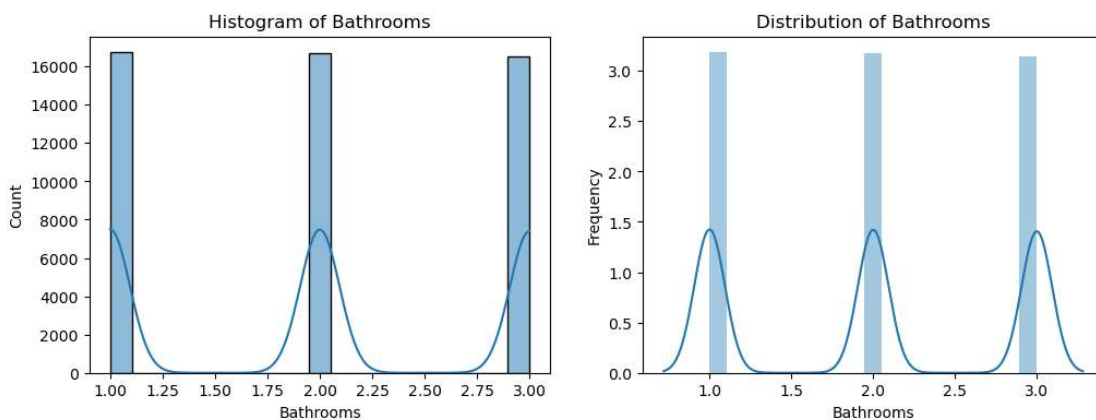 Histogram of Bathrooms
16000
14000
12000
10000
8000
6000
4000
2000
0
Count
1.00 1.25 1.50 1.75 2.00 2.25 2.50 2.75 3.00
Bathrooms
Distribution of Bathrooms
3.0
2.5
2.0
1.5
1.0
0.5
0.0
Frequency
1.0 1.5 2.0 2.5 3.0
Bathrooms